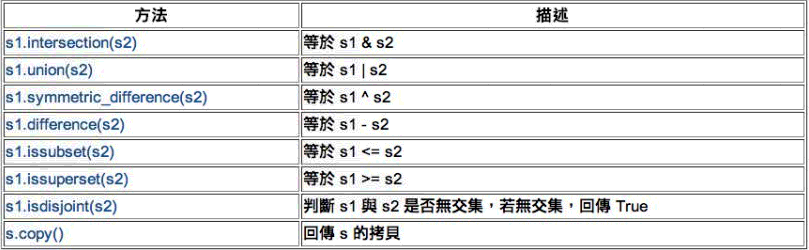 方法 描述
s1.intersection(s2) 等於 s1 & s2
s1.union(s2) 等於 s1 | s2
s1.symmetric_difference(s2) 等於 s1 ^ s2
s1.difference(s2) 等於 s1 - s2
s1.issubset(s2) 等於 s1 <= s2
s1.issuperset(s2) 等於 s1 >= s2
s1.isdisjoint(s2) 判斷 s1 與 s2 是否無交集，若無交集，回傳 True
s.copy() 回傳 s 的拷貝